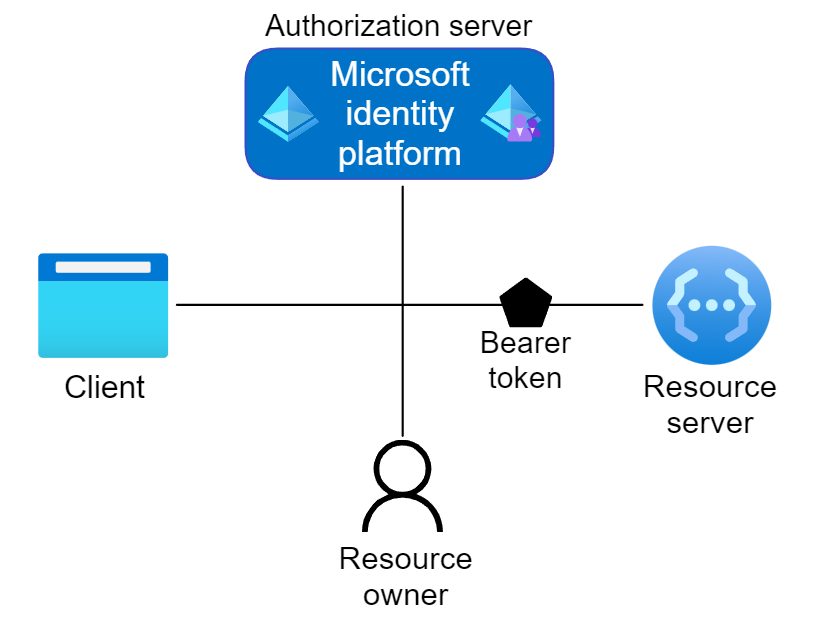 Authorization server
Microsoft
identity
platform
Client
Bearer
token
Resource
server
Resource
owner